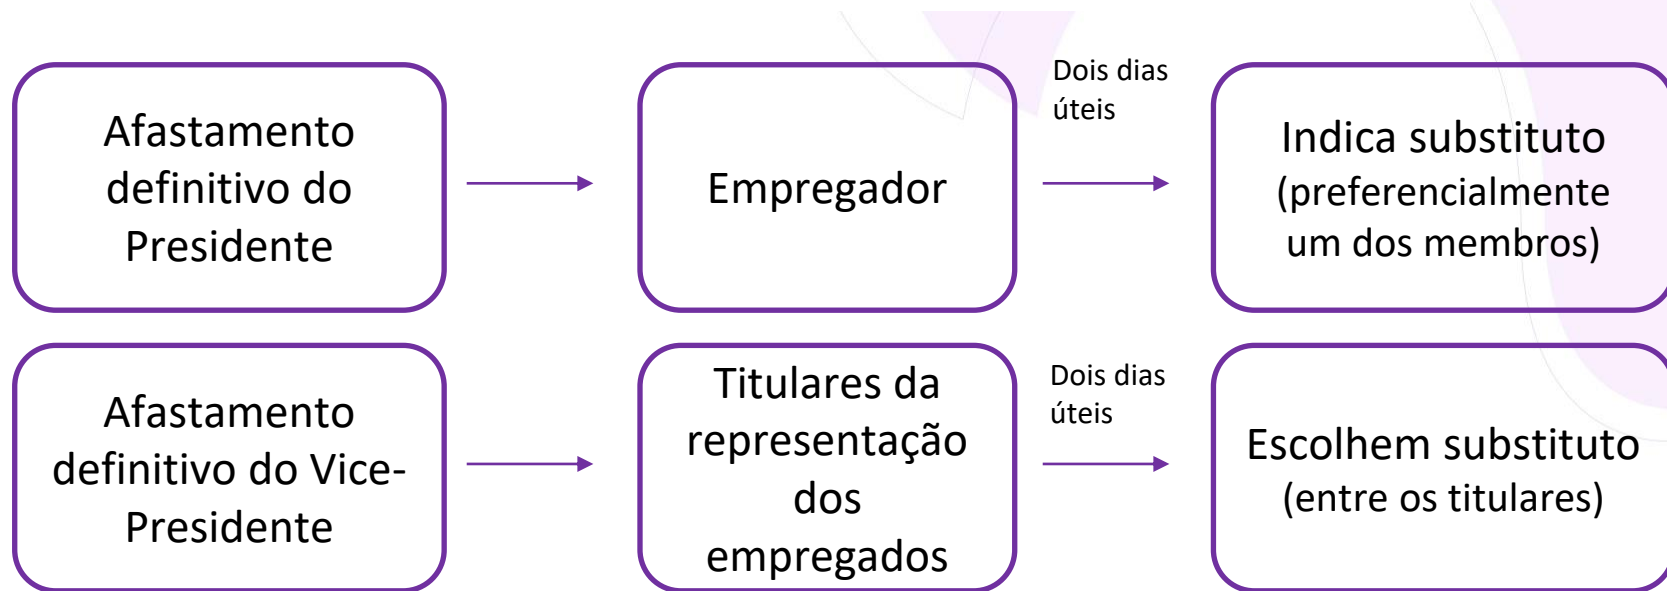 Afastamento
definitivo do
Presidente
Empregador
Dois dias
úteis
Indica substituto
(preferencialmente
um dos membros)
Afastamento
definitivo do Vice-
Presidente
Titulares da
representação
dos
empregados
Dois dias
úteis
Escolhem substituto
(entre os titulares)